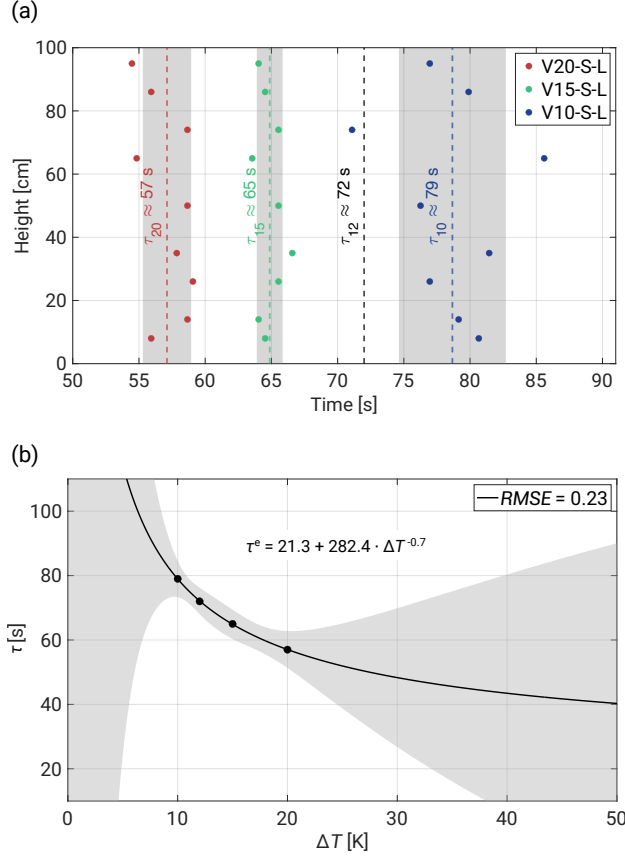 (a)
100
80
60
40
20
0
Height [cm]
τ20 ≈ 57 s
τ15 ≈ 65 s
τ12 ≈ 72 s
τ10 ≈ 79 s
V20-S-L
V15-S-L
V10-S-L
50 55 60 65 70 75 80 85 90
Time [s]
(b)
100
80
60
40
20
τ [s]
RMSE = 0.23
τᵉ = 21.3 + 282.4 · ΔT⁻⁰·⁷
0 10 20 30 40 50
ΔT [K]